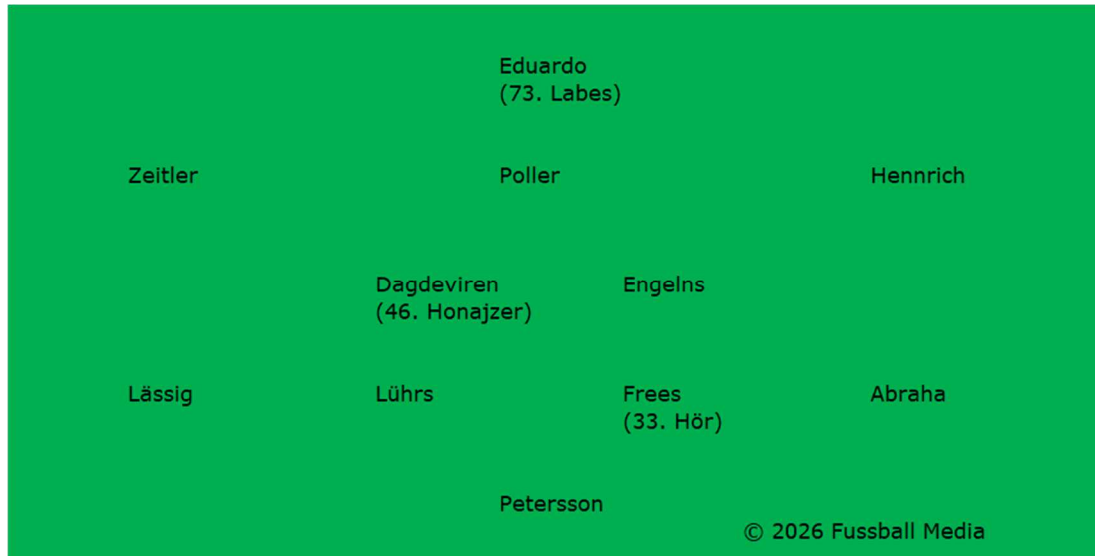 Eduardo
(73. Labes)
Zeitler Poller Hennrich
Dagdeviren Engelns
(46. Honajzer)
Lässig Lührs Frees Abraha
(33. Hör)
Petersson
© 2026 Fussball Media